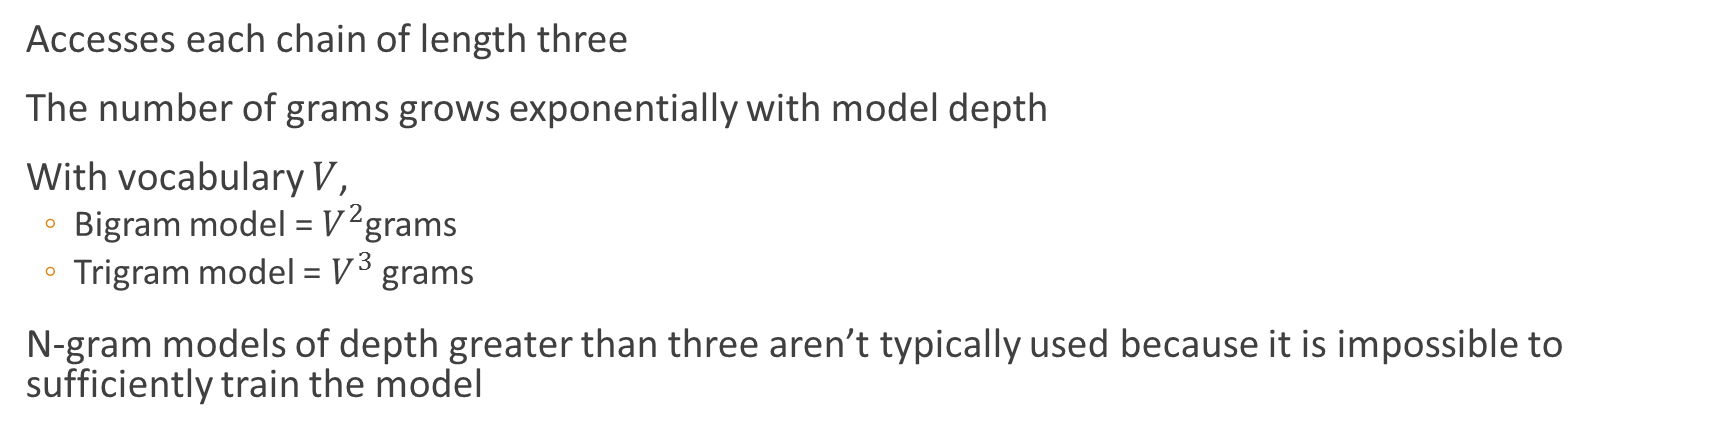 Accesses each chain of length three
The number of grams grows exponentially with model depth
With vocabulary V,
◦ Bigram model = V² grams
◦ Trigram model = V³ grams
N-gram models of depth greater than three aren’t typically used because it is impossible to
sufficiently train the model